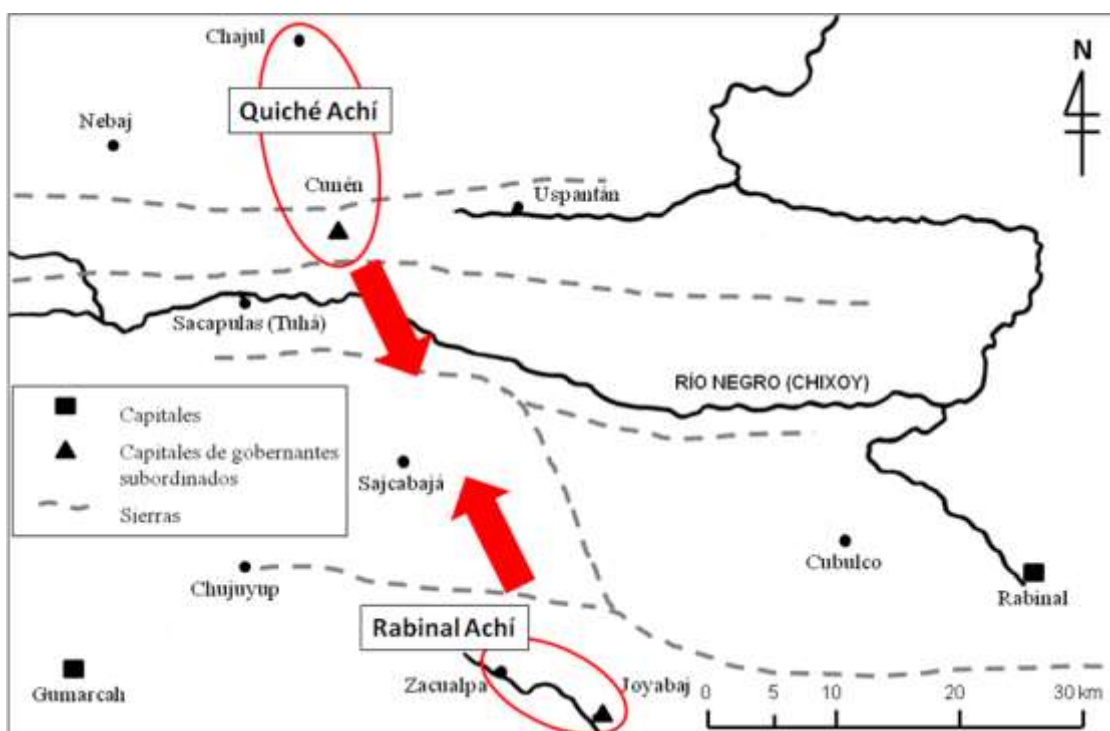 Chajul
N
Quiché Achí
Nebaj
Cunén
Uspantán
Sacapulas (Tuhá)
RÍO NEGRO (CHIXOY)
Capitales
Capitales de gobernantes
subordinados
Sierras
Sajcabajá
Chujuyup
Cubulco
Rabinal
Rabinal Achí
Gumarcah
Zacualpa
Joyabaj
0 5 10 20 30 km